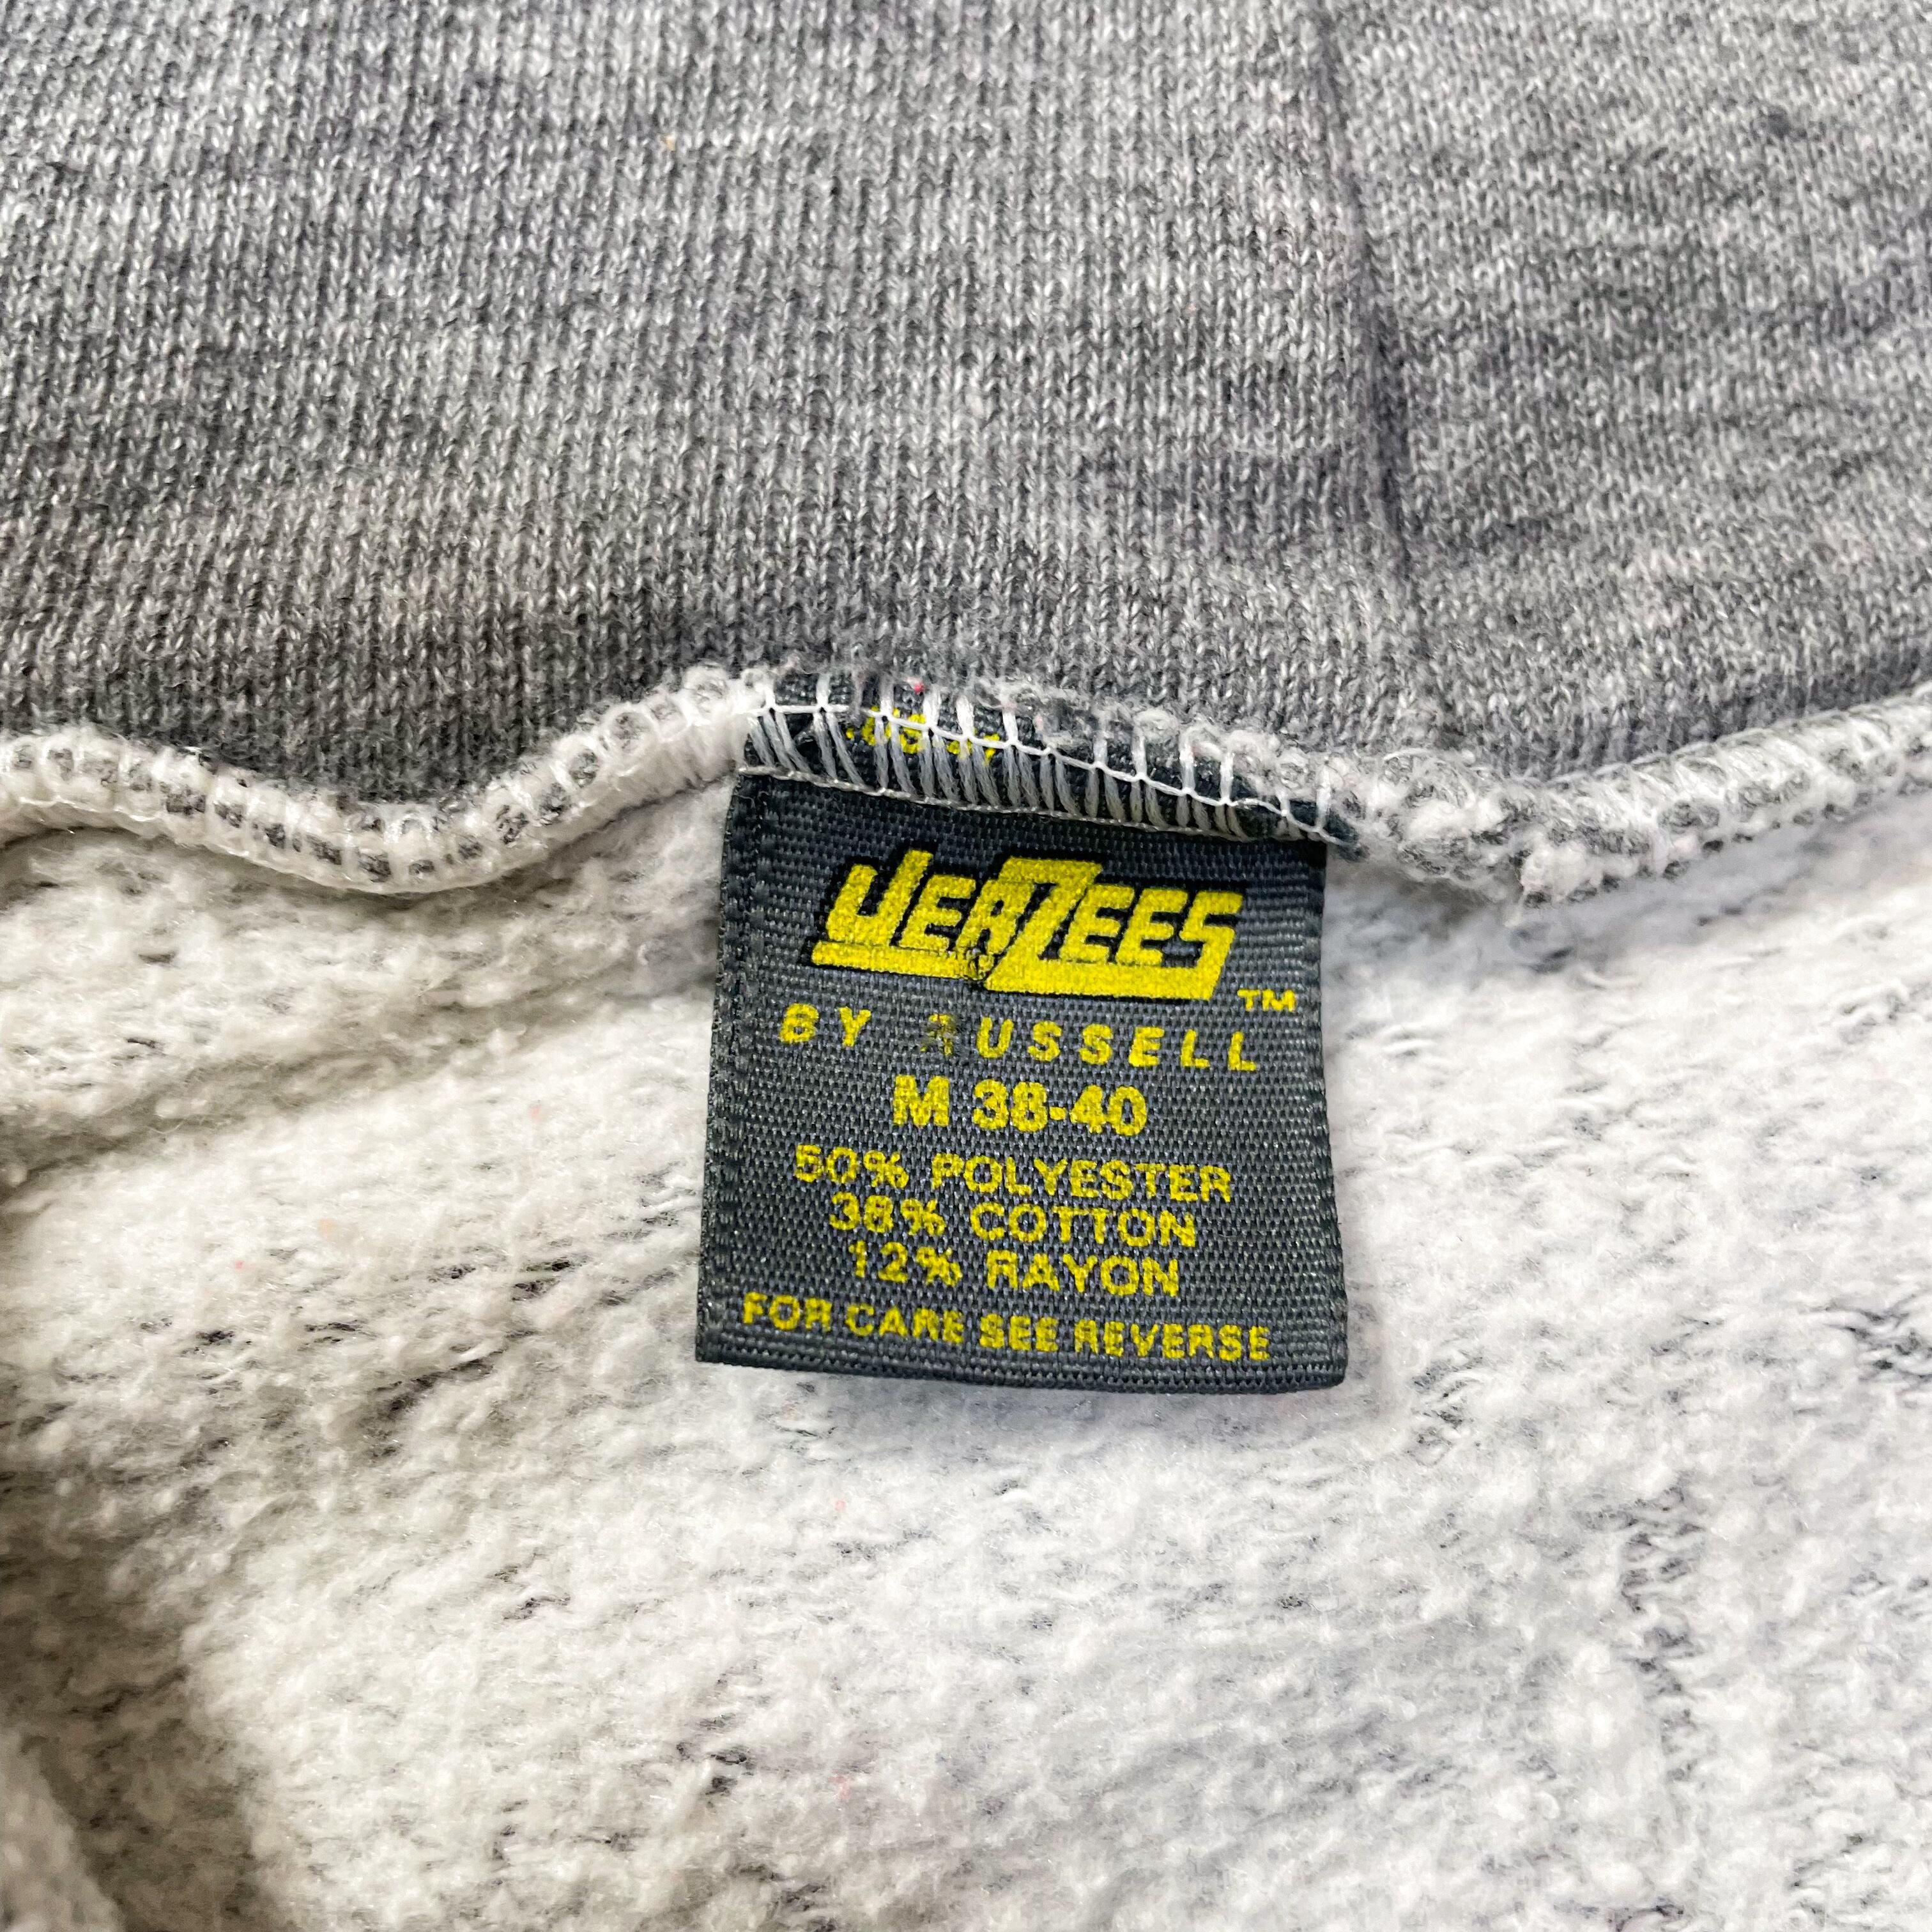 JERZEES
TM
BY RUSSELL
M 38-40
50% POLYESTER
38% COTTON
12% RAYON
FOR CARE SEE REVERSE